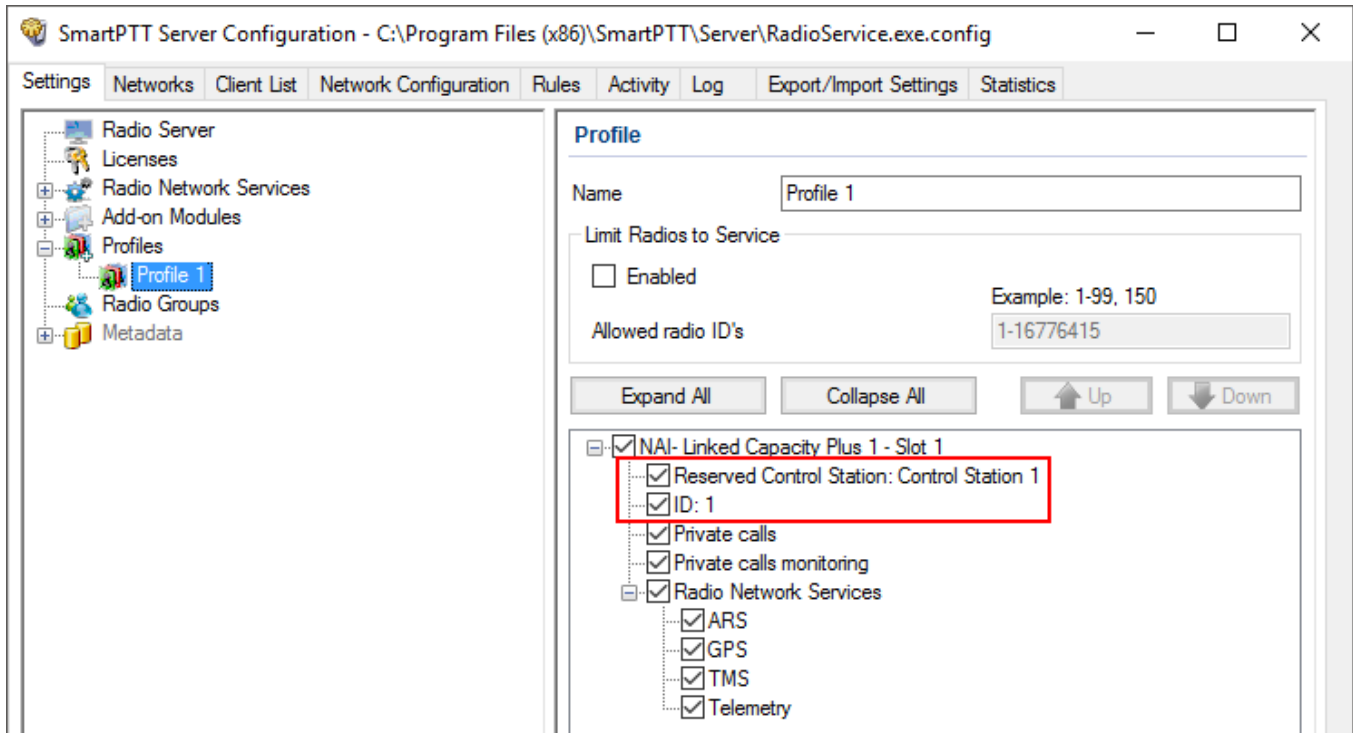 SmartPTT Server Configuration - C:\Program Files (x86)\SmartPTT\Server\RadioService.exe.config
Settings Networks Client List Network Configuration Rules Activity Log Export/Import Settings Statistics
Radio Server
Licenses
Radio Network Services
Add-on Modules
Profiles
Profile 1
Radio Groups
Metadata
Profile
Name Profile 1
Limit Radios to Service
Enabled
Example: 1-99, 150
Allowed radio ID's 1-16776415
Expand All Collapse All Up Down
NAI- Linked Capacity Plus 1 - Slot 1
Reserved Control Station: Control Station 1
ID: 1
Private calls
Private calls monitoring
Radio Network Services
ARS
GPS
TMS
Telemetry